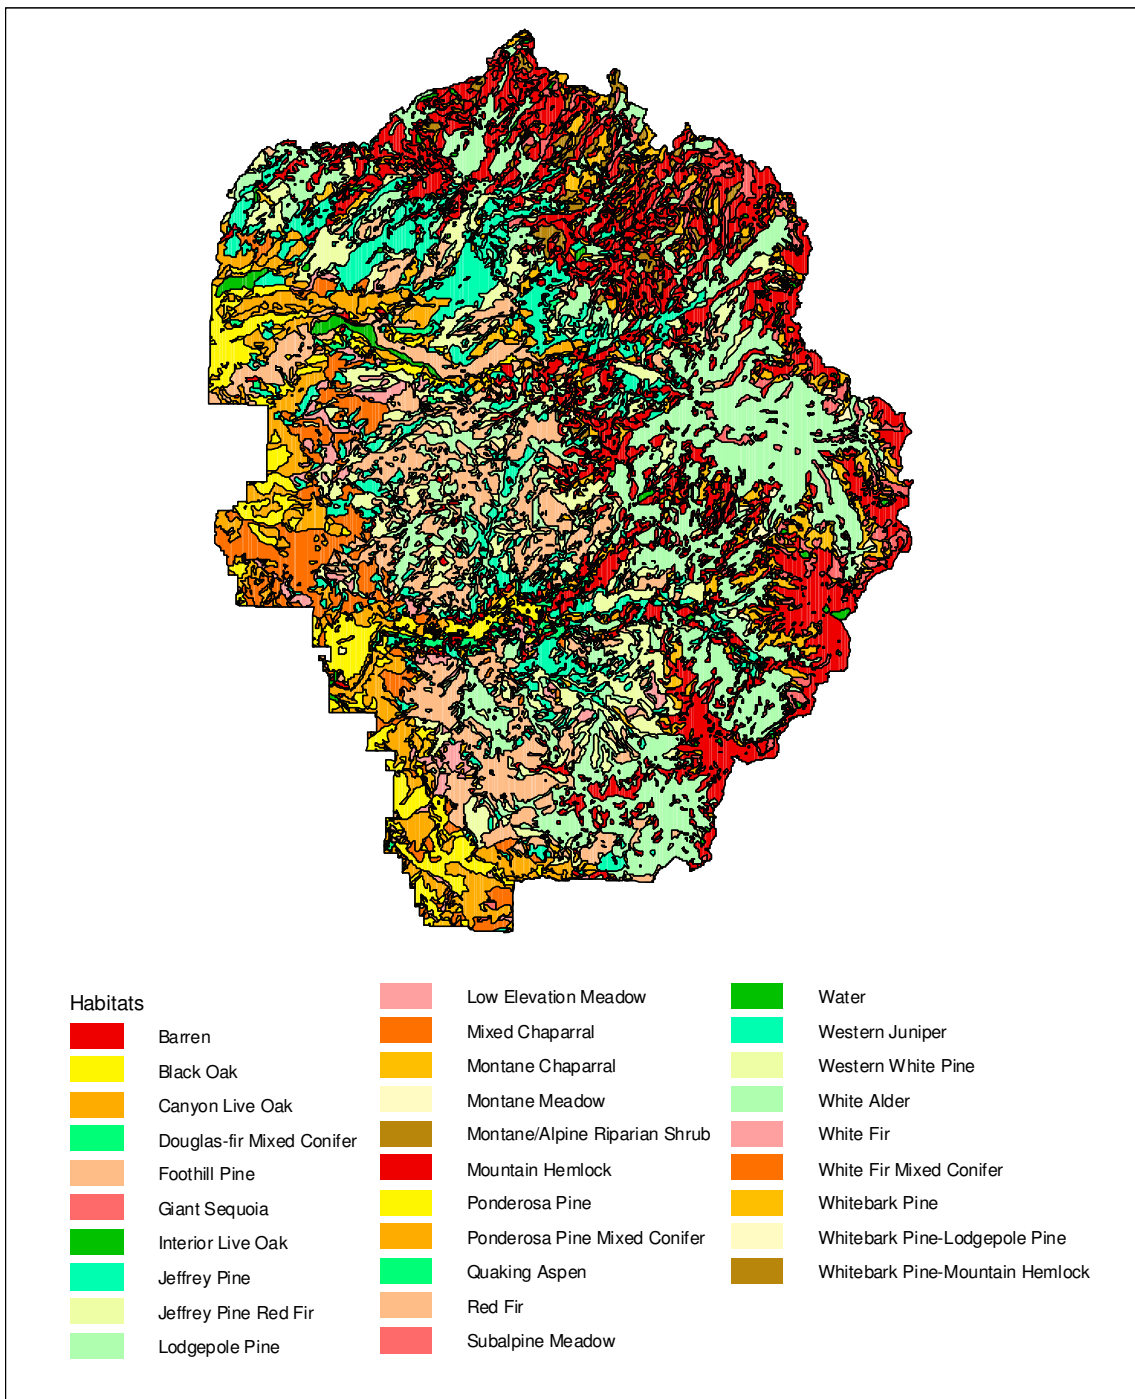 Habitats
Barren
Black Oak
Canyon Live Oak
Douglas-fir Mixed Conifer
Foothill Pine
Giant Sequoia
Interior Live Oak
Jeffrey Pine
Jeffrey Pine Red Fir
Lodgepole Pine
Low Elevation Meadow
Mixed Chaparral
Montane Chaparral
Montane Meadow
Montane/Alpine Riparian Shrub
Mountain Hemlock
Ponderosa Pine
Ponderosa Pine Mixed Conifer
Quaking Aspen
Red Fir
Subalpine Meadow
Water
Western Juniper
Western White Pine
White Alder
White Fir
White Fir Mixed Conifer
Whitebark Pine
Whitebark Pine-Lodgepole Pine
Whitebark Pine-Mountain Hemlock